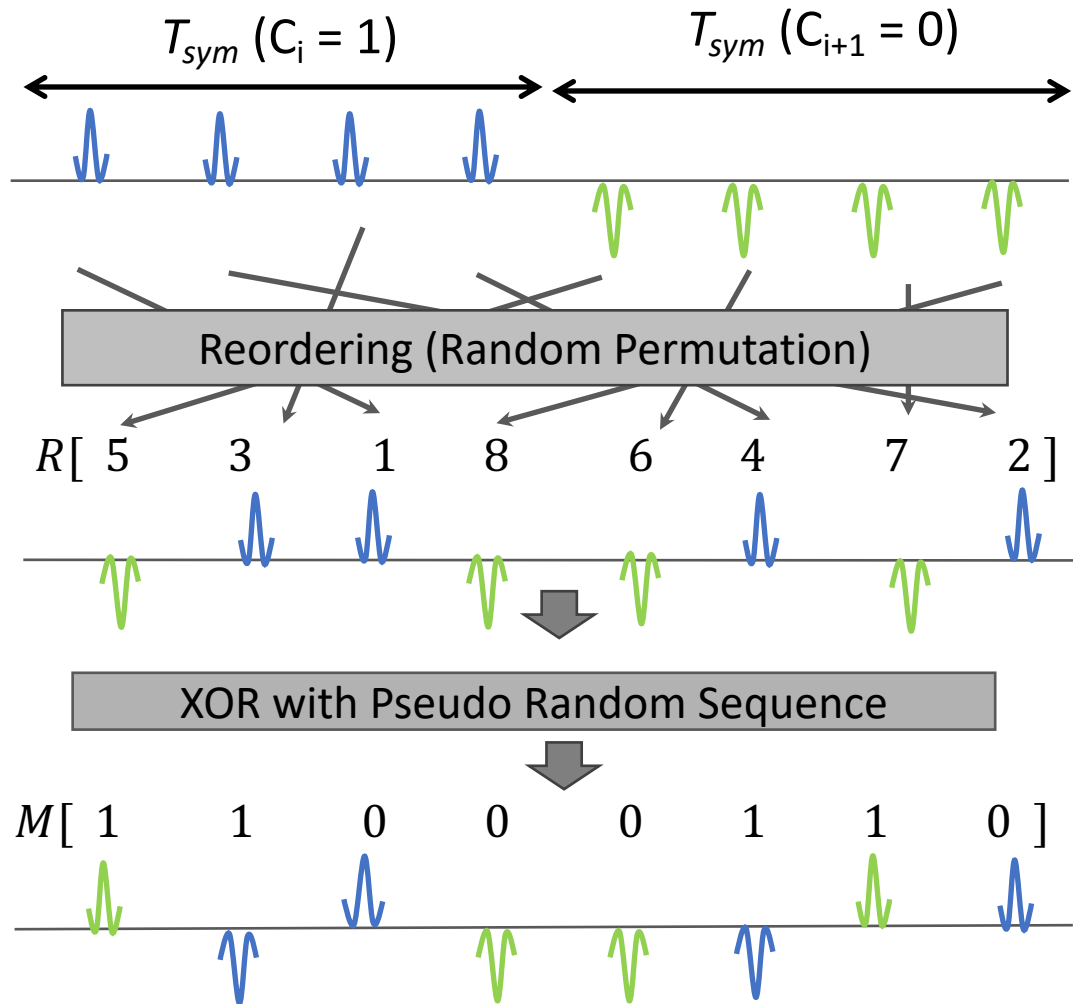 T_sym (C_i = 1) T_sym (C_{i+1} = 0)
Reordering (Random Permutation)
R[ 5 3 1 8 6 4 7 2 ]
XOR with Pseudo Random Sequence
M[ 1 1 0 0 0 1 1 0 ]